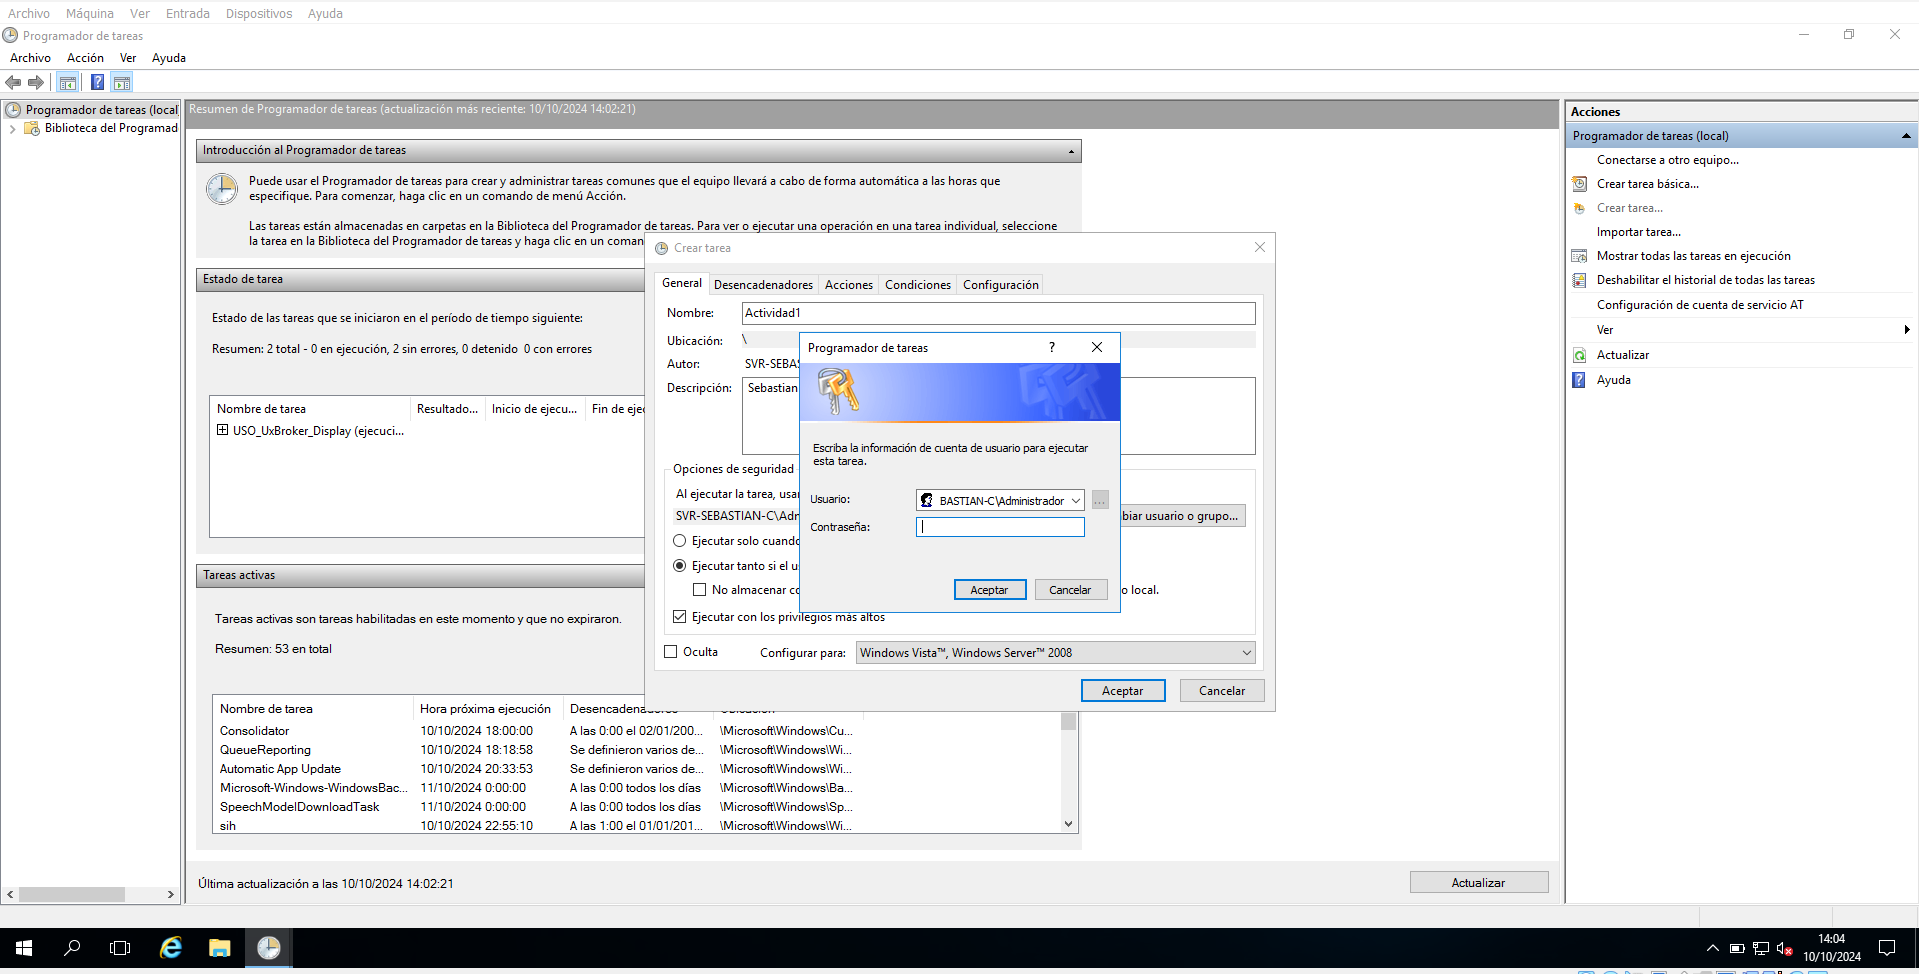 Archivo Máquina Ver Entrada Dispositivos Ayuda
Programador de tareas
Archivo Acción Ver Ayuda
Programador de tareas (local)
Biblioteca del Programad
Resumen de Programador de tareas (actualización más reciente: 10/10/2024 14:02:21)
Introducción al Programador de tareas
Puede usar el Programador de tareas para crear y administrar tareas comunes que el equipo llevará a cabo de forma automática a las horas que
especifique. Para comenzar, haga clic en un comando de menú Acción.
Las tareas están almacenadas en carpetas en la Biblioteca del Programador de tareas. Para ver o ejecutar una operación en una tarea individual, seleccione
la tarea en la Biblioteca del Programador de tareas y haga clic en un coman
Estado de tarea
Estado de las tareas que se iniciaron en el período de tiempo siguiente:
Resumen: 2 total - 0 en ejecución, 2 sin errores, 0 detenido 0 con errores
Nombre de tarea Resultado... Inicio de ejecu... Fin de ejec
USO_UxBroker_Display (ejecuci...
Tareas activas
Tareas activas son tareas habilitadas en este momento y que no expiraron.
Resumen: 53 en total
Nombre de tarea Hora próxima ejecución Desencadenadores Ubicación
Consolidator 10/10/2024 18:00:00 A las 0:00 el 02/01/200... \Microsoft\Windows\Cu...
QueueReporting 10/10/2024 18:18:58 Se definieron varios de... \Microsoft\Windows\Wi...
Automatic App Update 10/10/2024 20:33:53 Se definieron varios de... \Microsoft\Windows\Wi...
Microsoft-Windows-WindowsBac... 11/10/2024 0:00:00 A las 0:00 todos los días \Microsoft\Windows\Ba...
SpeechModelDownloadTask 11/10/2024 0:00:00 A las 0:00 todos los días \Microsoft\Windows\Sp...
sih 10/10/2024 22:55:10 A las 1:00 el 01/01/201... \Microsoft\Windows\Wi...
Última actualización a las 10/10/2024 14:02:21
Actualizar
Crear tarea
General Desencadenadores Acciones Condiciones Configuración
Nombre: Actividad1
Ubicación: \
Autor: SVR-SEBAS
Descripción: Sebastian
Opciones de seguridad
Al ejecutar la tarea, usar
SVR-SEBASTIAN-C\Adm
biar usuario o grupo...
Ejecutar solo cuando
Ejecutar tanto si el us
No almacenar co
o local.
Ejecutar con los privilegios más altos
Oculta Configurar para: Windows Vista™, Windows Server™ 2008
Aceptar Cancelar
Programador de tareas ?
Escriba la información de cuenta de usuario para ejecutar
esta tarea.
Usuario: BASTIAN-C\Administrador ...
Contraseña:
Aceptar Cancelar
Acciones
Programador de tareas (local)
Conectarse a otro equipo...
Crear tarea básica...
Crear tarea...
Importar tarea...
Mostrar todas las tareas en ejecución
Deshabilitar el historial de todas las tareas
Configuración de cuenta de servicio AT
Ver
Actualizar
Ayuda
14:04
10/10/2024